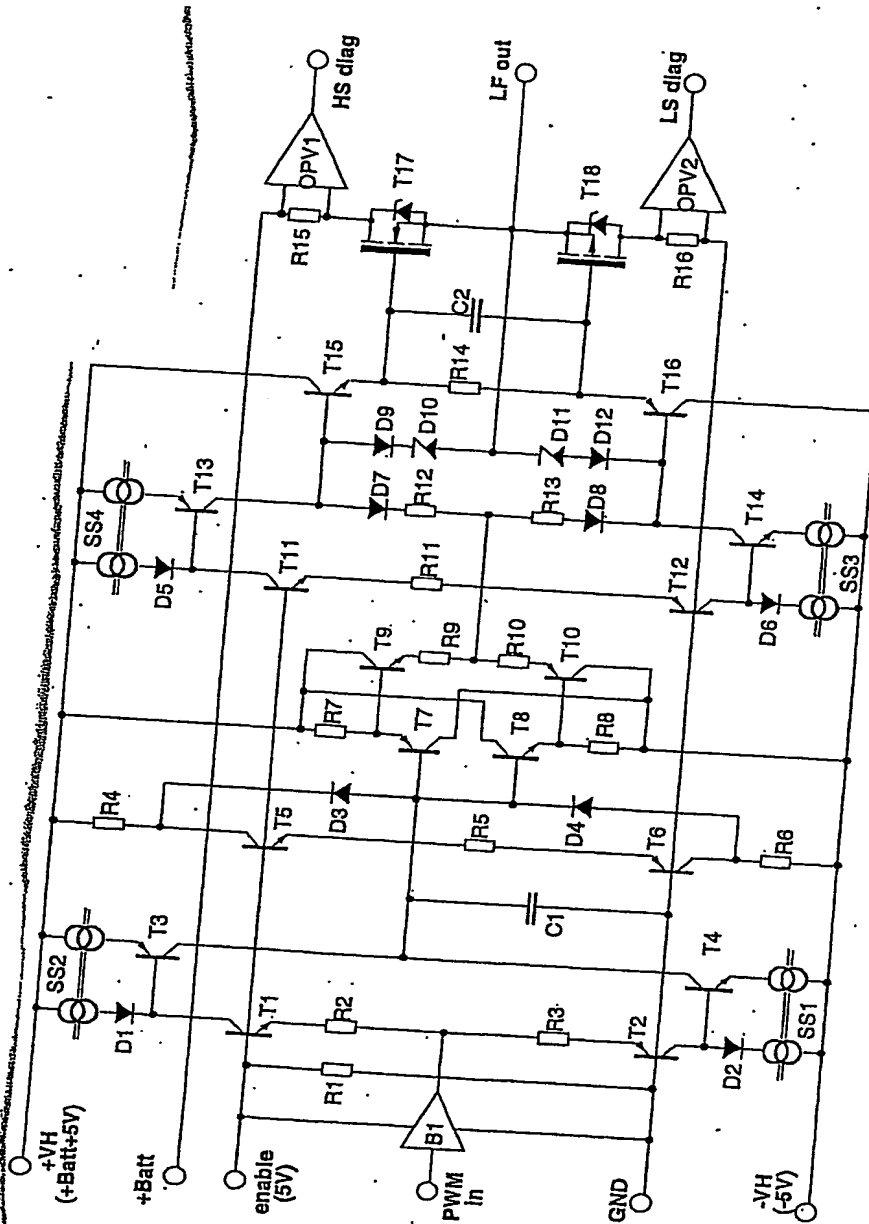 HS diag
OPV1
R15
T17
LF out
T18
OPV2
LS diag
R16
C2
T15
R14
T16
D9
D10
D11
D12
T13
SS4
D7
R12
R13
D8
T14
SS3
D5
T11
R11
T12
D6
T9
R9
R10
T10
R7
T7
T8
R8
R4
D3
T5
R5
D4
T6
R6
SS2
T3
C1
T4
SS1
D1
T1
R2
R3
T2
D2
R1
B1
+VH
(+Batt+5V)
+Batt
enable
(5V)
PWM
in
GND
-VH
(-5V)